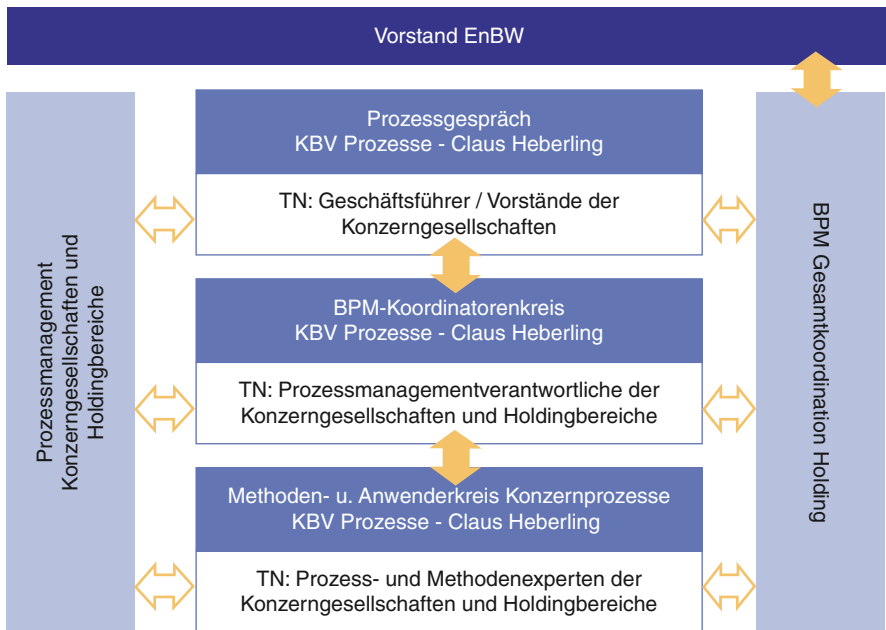 Vorstand EnBW
Prozessmanagement
Konzerngesellschaften und
Holdingbereiche
Prozessgespräch
KBV Prozesse - Claus Heberling
TN: Geschäftsführer / Vorstände der
Konzerngesellschaften
BPM-Koordinatorenkreis
KBV Prozesse - Claus Heberling
TN: Prozessmanagementverantwortliche der
Konzerngesellschaften und Holdingbereiche
Methoden- u. Anwenderkreis Konzernprozesse
KBV Prozesse - Claus Heberling
TN: Prozess- und Methodenexperten der
Konzerngesellschaften und Holdingbereiche
BPM Gesamtkoordination Holding